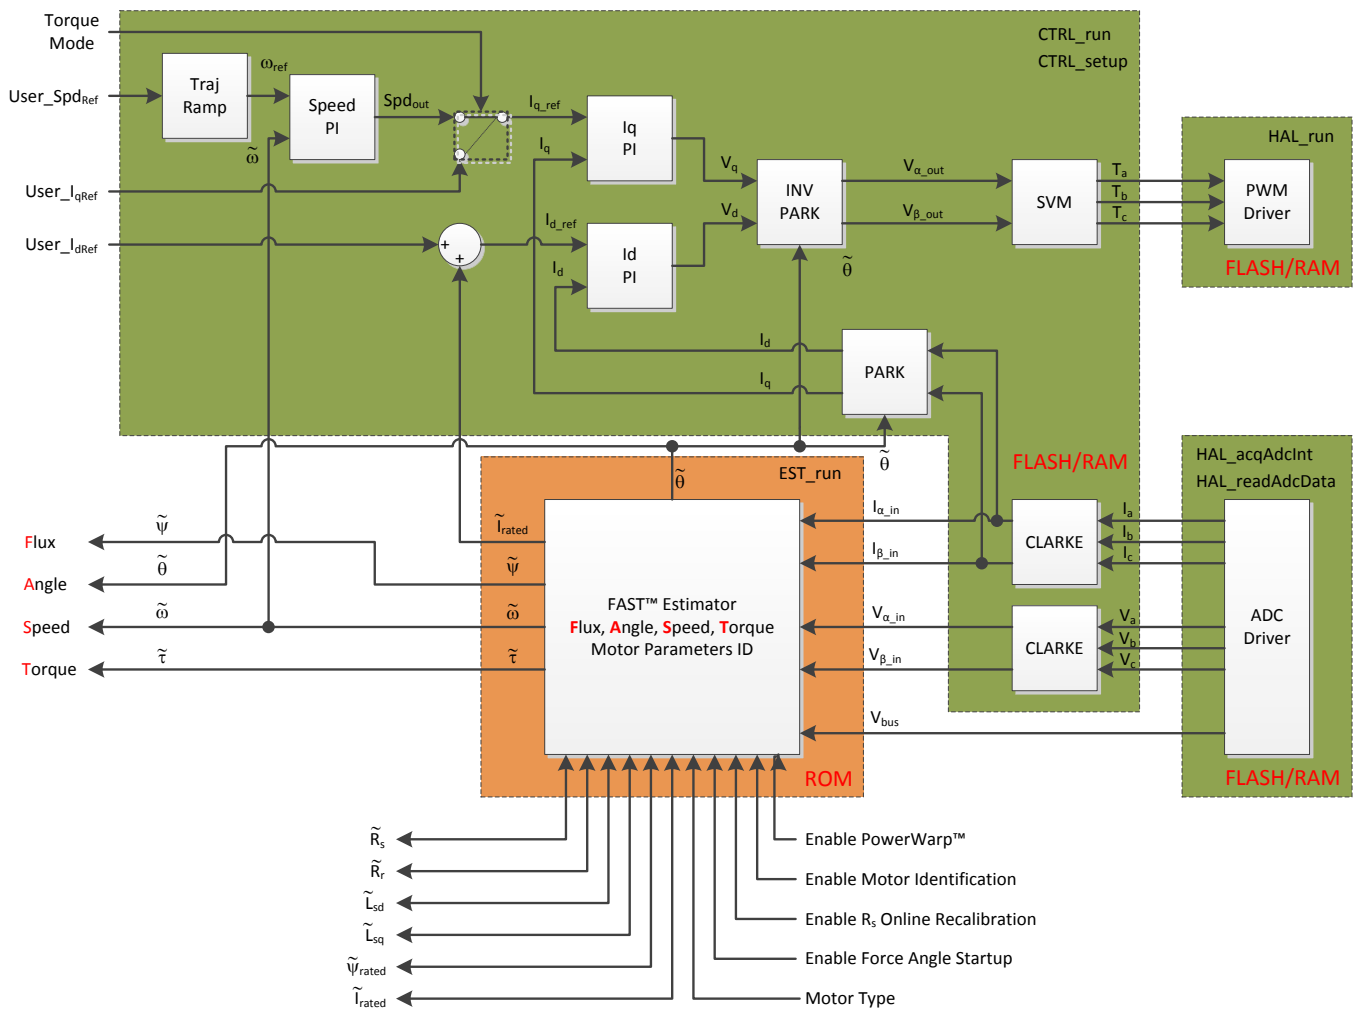 Torque
Mode
CTRL_run
CTRL_setup
User_SpdRef
Traj
Ramp
ωref
Speed
PI
Spdout
Iq_ref
Iq
PI
Iq
ω̃
User_IqRef
User_IdRef
+
+
Id_ref
Id
PI
Id
Vq
Vd
INV
PARK
θ̃
Vα_out
Vβ_out
SVM
Ta
Tb
Tc
HAL_run
PWM
Driver
FLASH/RAM
Id
Iq
PARK
θ̃
FLASH/RAM
EST_run
θ̃
HAL_acqAdcInt
HAL_readAdcData
Ĩrated
Iα_in
Iβ_in
CLARKE
Ia
Ib
Ic
Flux
ψ̃
ψ̃
Angle
θ̃
Speed
ω̃
ω̃
Torque
τ̃
τ̃
FAST™ Estimator
Flux, Angle, Speed, Torque
Motor Parameters ID
Vα_in
Vβ_in
CLARKE
Va
Vb
Vc
ADC
Driver
Vbus
ROM
FLASH/RAM
R̃s
R̃r
L̃sd
L̃sq
ψ̃rated
Ĩrated
Enable PowerWarp™
Enable Motor Identification
Enable Rs Online Recalibration
Enable Force Angle Startup
Motor Type